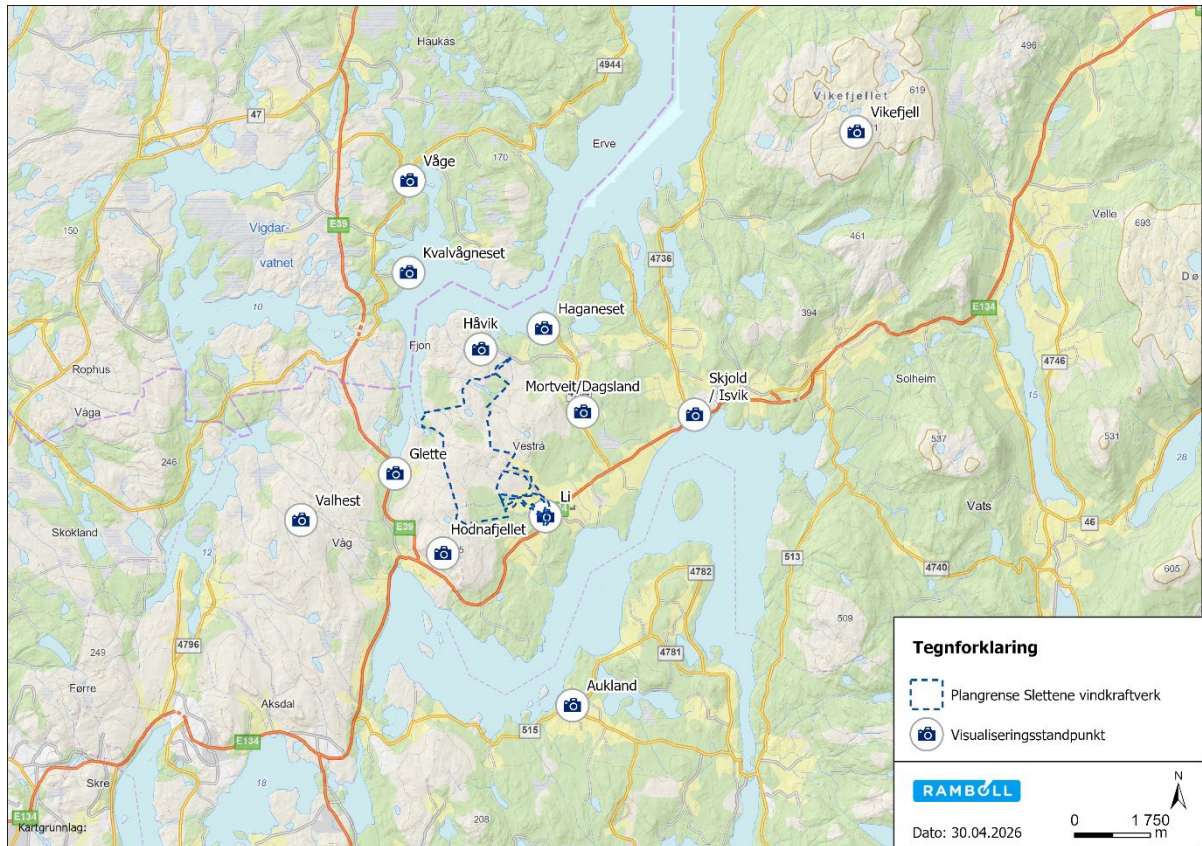 Haukas
4944
496
Vikefjellet
619
47
Vikefjell
Erve
Våge
170
E39
Velle
150
Vigdar-
vatnet
693
461
4736
Kvalvågneset
10
Haganeset
394
E134
Håvik
Fjon
4746
Rophus
Skjold
/ Isvik
Solheim
Mortveit/Dagsland
Våga
15
537
531
Vestrå
246
Glette
28
Li
Valhest
Vats
Skokland
E39
Hodnafjellet
Våg
46
12
513
4740
4782
605
509
4796
249
4781
Førre
Aukland
Aksdal
515
E134
18
Skre
E134
208
Kartgrunnlag:
Tegnforklaring
Plangrense Slettene vindkraftverk
Visualiseringsstandpunkt
RAMBOLL
N
0 1 750
m
Dato: 30.04.2026